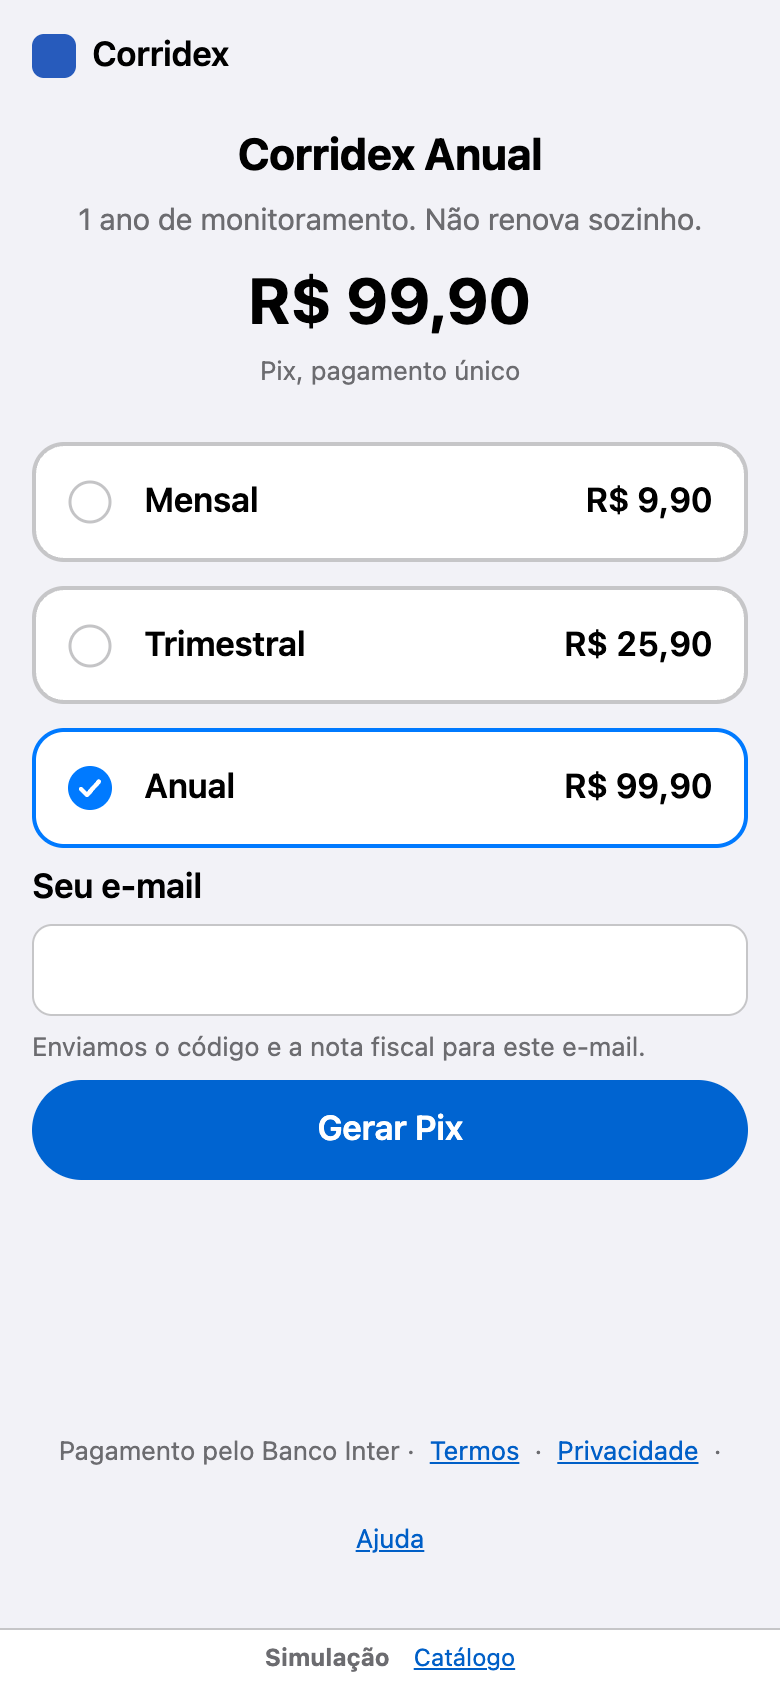 Corridex
Corridex Anual
1 ano de monitoramento. Não renova sozinho.
R$ 99,90
Pix, pagamento único
Mensal R$ 9,90
Trimestral R$ 25,90
Anual R$ 99,90
Seu e-mail
Enviamos o código e a nota fiscal para este e-mail.
Gerar Pix
Pagamento pelo Banco Inter · Termos · Privacidade ·
Ajuda
Simulação Catálogo